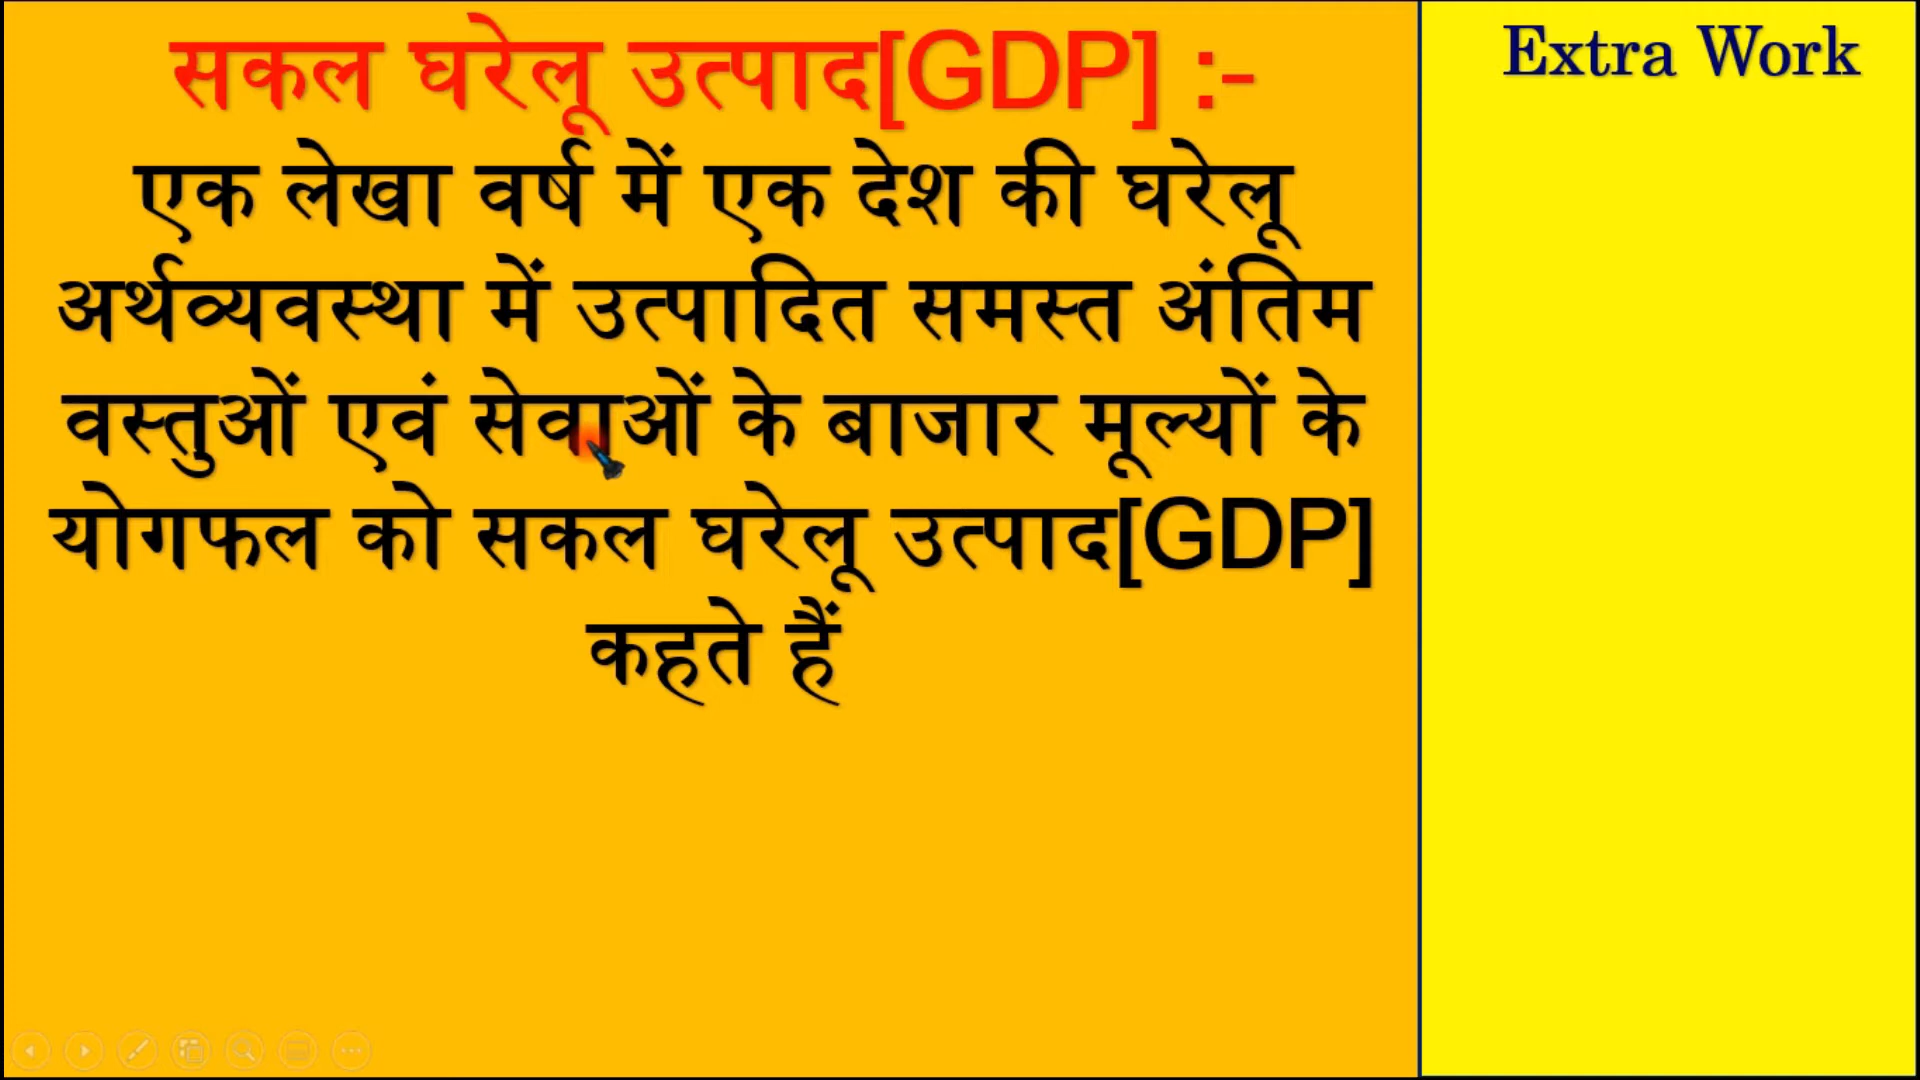 सकल घरेलू उत्पाद[GDP] :-
एक लेखा वर्ष में एक देश की घरेलू
अर्थव्यवस्था में उत्पादित समस्त अंतिम
वस्तुओं एवं सेवाओं के बाजार मूल्यों के
योगफल को सकल घरेलू उत्पाद[GDP]
कहते हैं
Extra Work